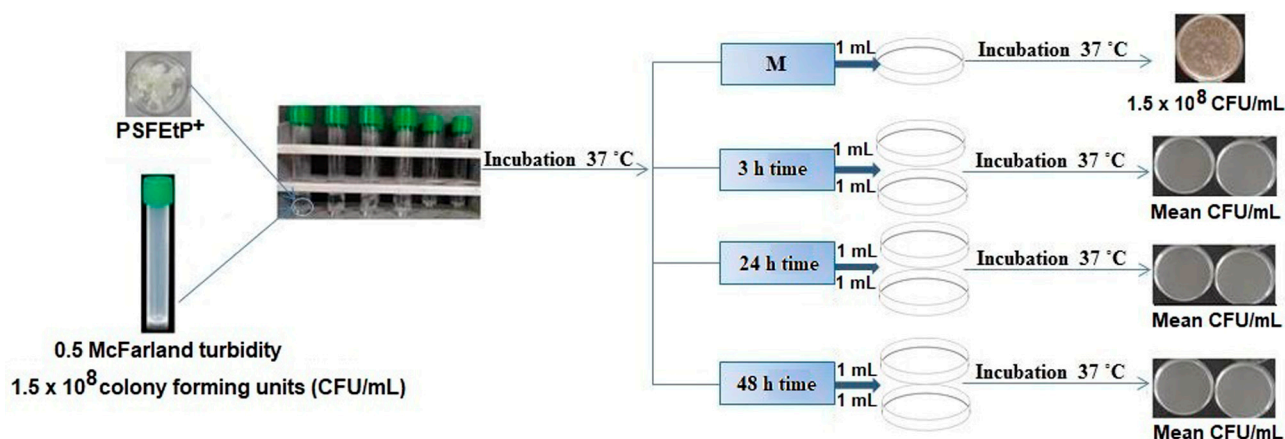 PSFEtP+
0.5 McFarland turbidity
1.5 x 10⁸ colony forming units (CFU/mL)
Incubation 37 °C
M
1 mL
Incubation 37 °C
1.5 x 10⁸ CFU/mL
3 h time
1 mL
1 mL
Incubation 37 °C
Mean CFU/mL
24 h time
1 mL
1 mL
Incubation 37 °C
Mean CFU/mL
48 h time
1 mL
1 mL
Incubation 37 °C
Mean CFU/mL